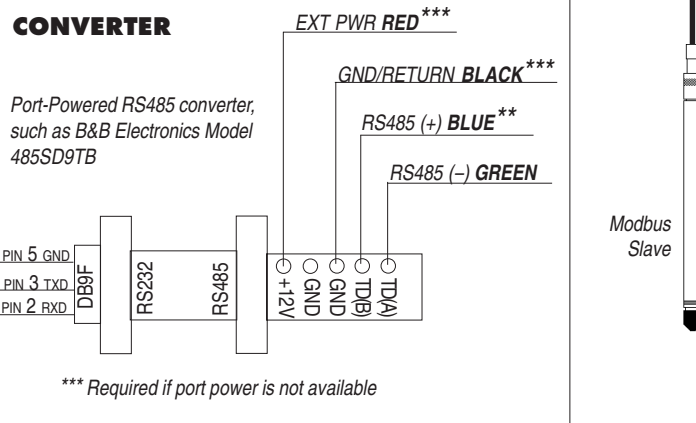 CONVERTER
EXT PWR RED***
GND/RETURN BLACK***
Port-Powered RS485 converter,
such as B&B Electronics Model
485SD9TB
RS485 (+) BLUE**
RS485 (–) GREEN
PIN 5 GND
PIN 3 TXD
PIN 2 RXD
DB9F
RS232
RS485
+12V
GND
GND
TD(B)
TD(A)
Modbus
Slave
*** Required if port power is not available